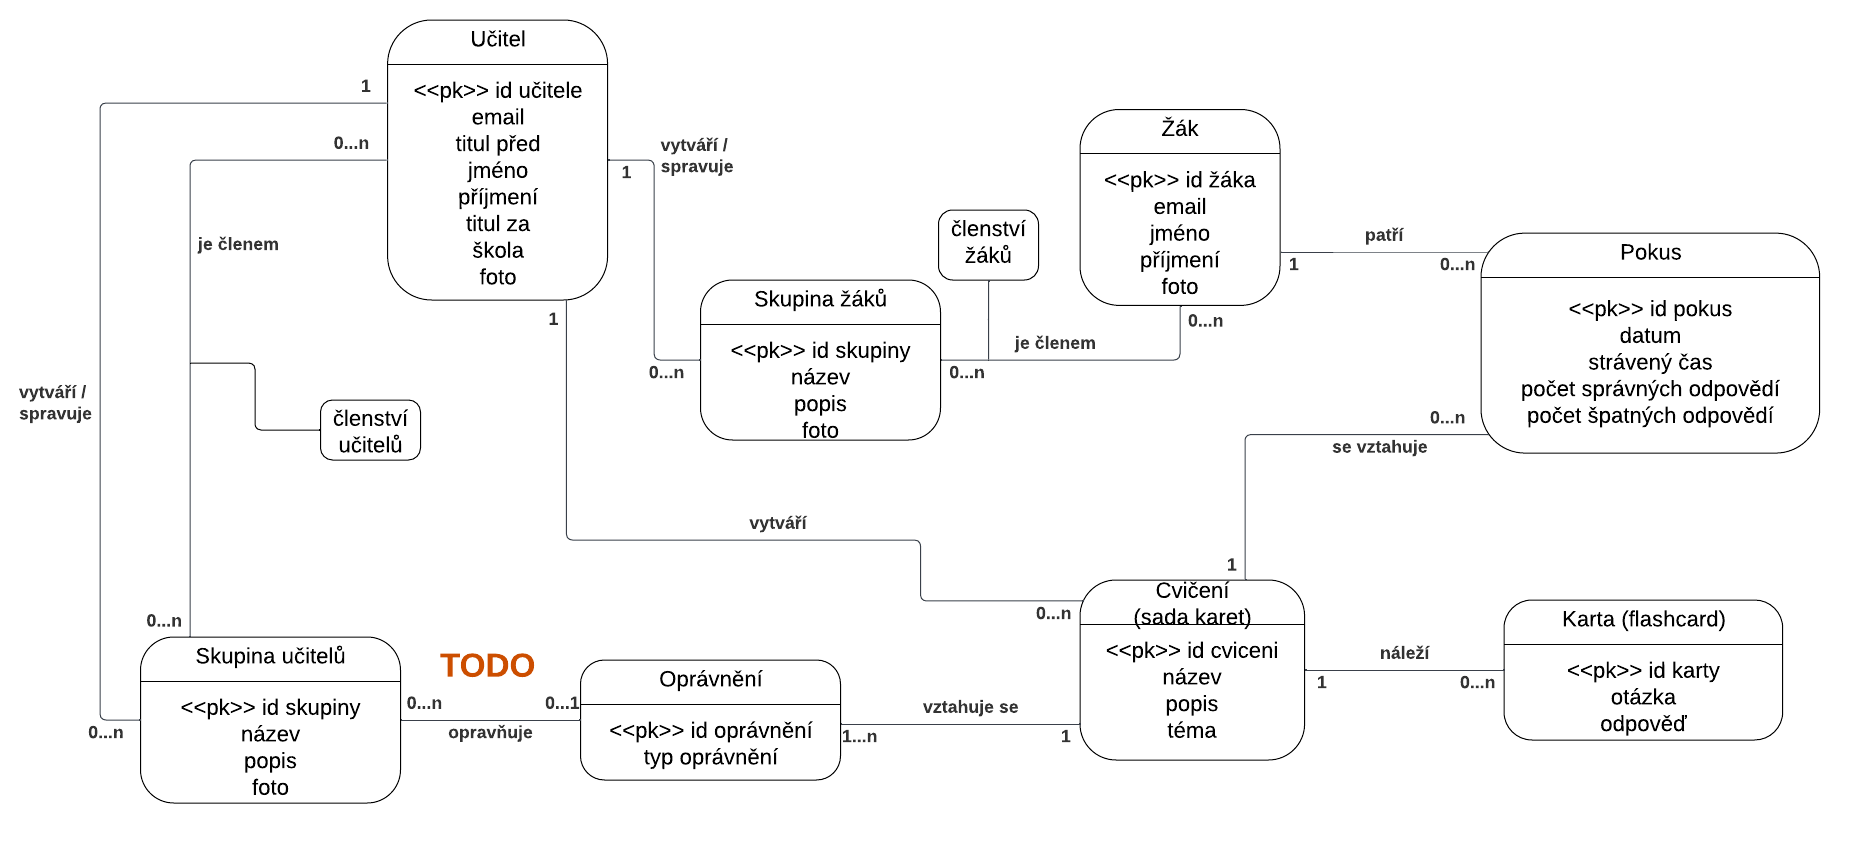 Učitel
<<pk>> id učitele
email
titul před
jméno
příjmení
titul za
škola
foto
1
0...n
je členem
vytváří /
spravuje
členství
učitelů
0...n
0...n
1
vytváří /
spravuje
0...n
1
vytváří
0...n
Skupina žáků
<<pk>> id skupiny
název
popis
foto
členství
žáků
0...n
je členem
0...n
Žák
<<pk>> id žáka
email
jméno
příjmení
foto
patří
1
0...n
Pokus
<<pk>> id pokus
datum
strávený čas
počet správných odpovědí
počet špatných odpovědí
0...n
se vztahuje
1
Skupina učitelů
<<pk>> id skupiny
název
popis
foto
TODO
0...n
0...1
opravňuje
Oprávnění
<<pk>> id oprávnění
typ oprávnění
vztahuje se
1...n
1
Cvičení
(sada karet)
<<pk>> id cviceni
název
popis
téma
náleží
1
0...n
Karta (flashcard)
<<pk>> id karty
otázka
odpověď